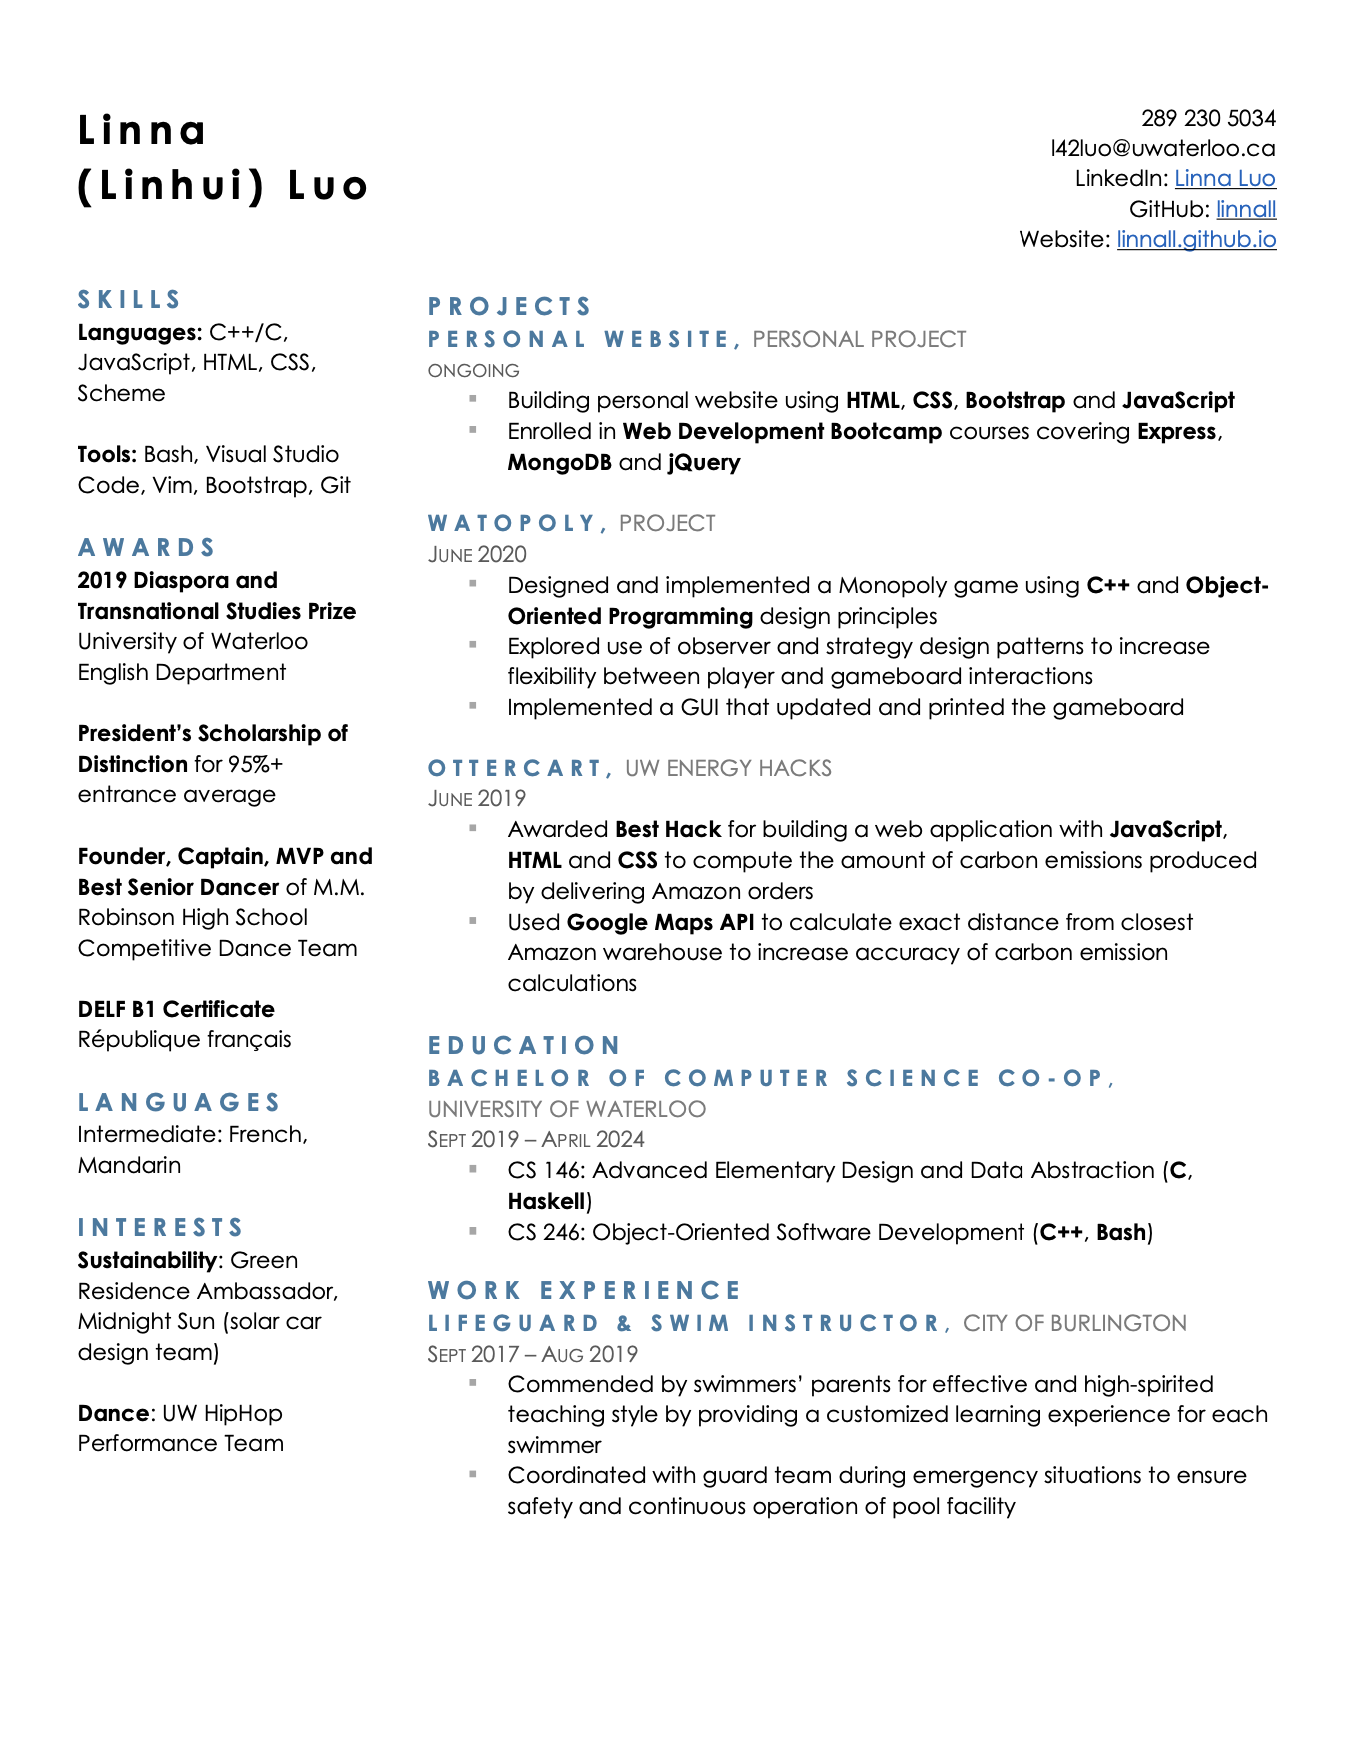 Linna
(Linhui) Luo
289 230 5034
l42luo@uwaterloo.ca
LinkedIn: Linna Luo
GitHub: linnall
Website: linnall.github.io
SKILLS
Languages: C++/C,
JavaScript, HTML, CSS,
Scheme
Tools: Bash, Visual Studio
Code, Vim, Bootstrap, Git
AWARDS
2019 Diaspora and
Transnational Studies Prize
University of Waterloo
English Department
President's Scholarship of
Distinction for 95%+
entrance average
Founder, Captain, MVP and
Best Senior Dancer of M.M.
Robinson High School
Competitive Dance Team
DELF B1 Certificate
République français
LANGUAGES
Intermediate: French,
Mandarin
INTERESTS
Sustainability: Green
Residence Ambassador,
Midnight Sun (solar car
design team)
Dance: UW HipHop
Performance Team
PROJECTS
PERSONAL WEBSITE, PERSONAL PROJECT
ONGOING
▪ Building personal website using HTML, CSS, Bootstrap and JavaScript
▪ Enrolled in Web Development Bootcamp courses covering Express,
MongoDB and jQuery
WATOPOLY, PROJECT
JUNE 2020
▪ Designed and implemented a Monopoly game using C++ and Object-
Oriented Programming design principles
▪ Explored use of observer and strategy design patterns to increase
flexibility between player and gameboard interactions
▪ Implemented a GUI that updated and printed the gameboard
OTTERCART, UW ENERGY HACKS
JUNE 2019
▪ Awarded Best Hack for building a web application with JavaScript,
HTML and CSS to compute the amount of carbon emissions produced
by delivering Amazon orders
▪ Used Google Maps API to calculate exact distance from closest
Amazon warehouse to increase accuracy of carbon emission
calculations
EDUCATION
BACHELOR OF COMPUTER SCIENCE CO-OP,
UNIVERSITY OF WATERLOO
SEPT 2019 – APRIL 2024
▪ CS 146: Advanced Elementary Design and Data Abstraction (C,
Haskell)
▪ CS 246: Object-Oriented Software Development (C++, Bash)
WORK EXPERIENCE
LIFEGUARD & SWIM INSTRUCTOR, CITY OF BURLINGTON
SEPT 2017 – AUG 2019
▪ Commended by swimmers' parents for effective and high-spirited
teaching style by providing a customized learning experience for each
swimmer
▪ Coordinated with guard team during emergency situations to ensure
safety and continuous operation of pool facility